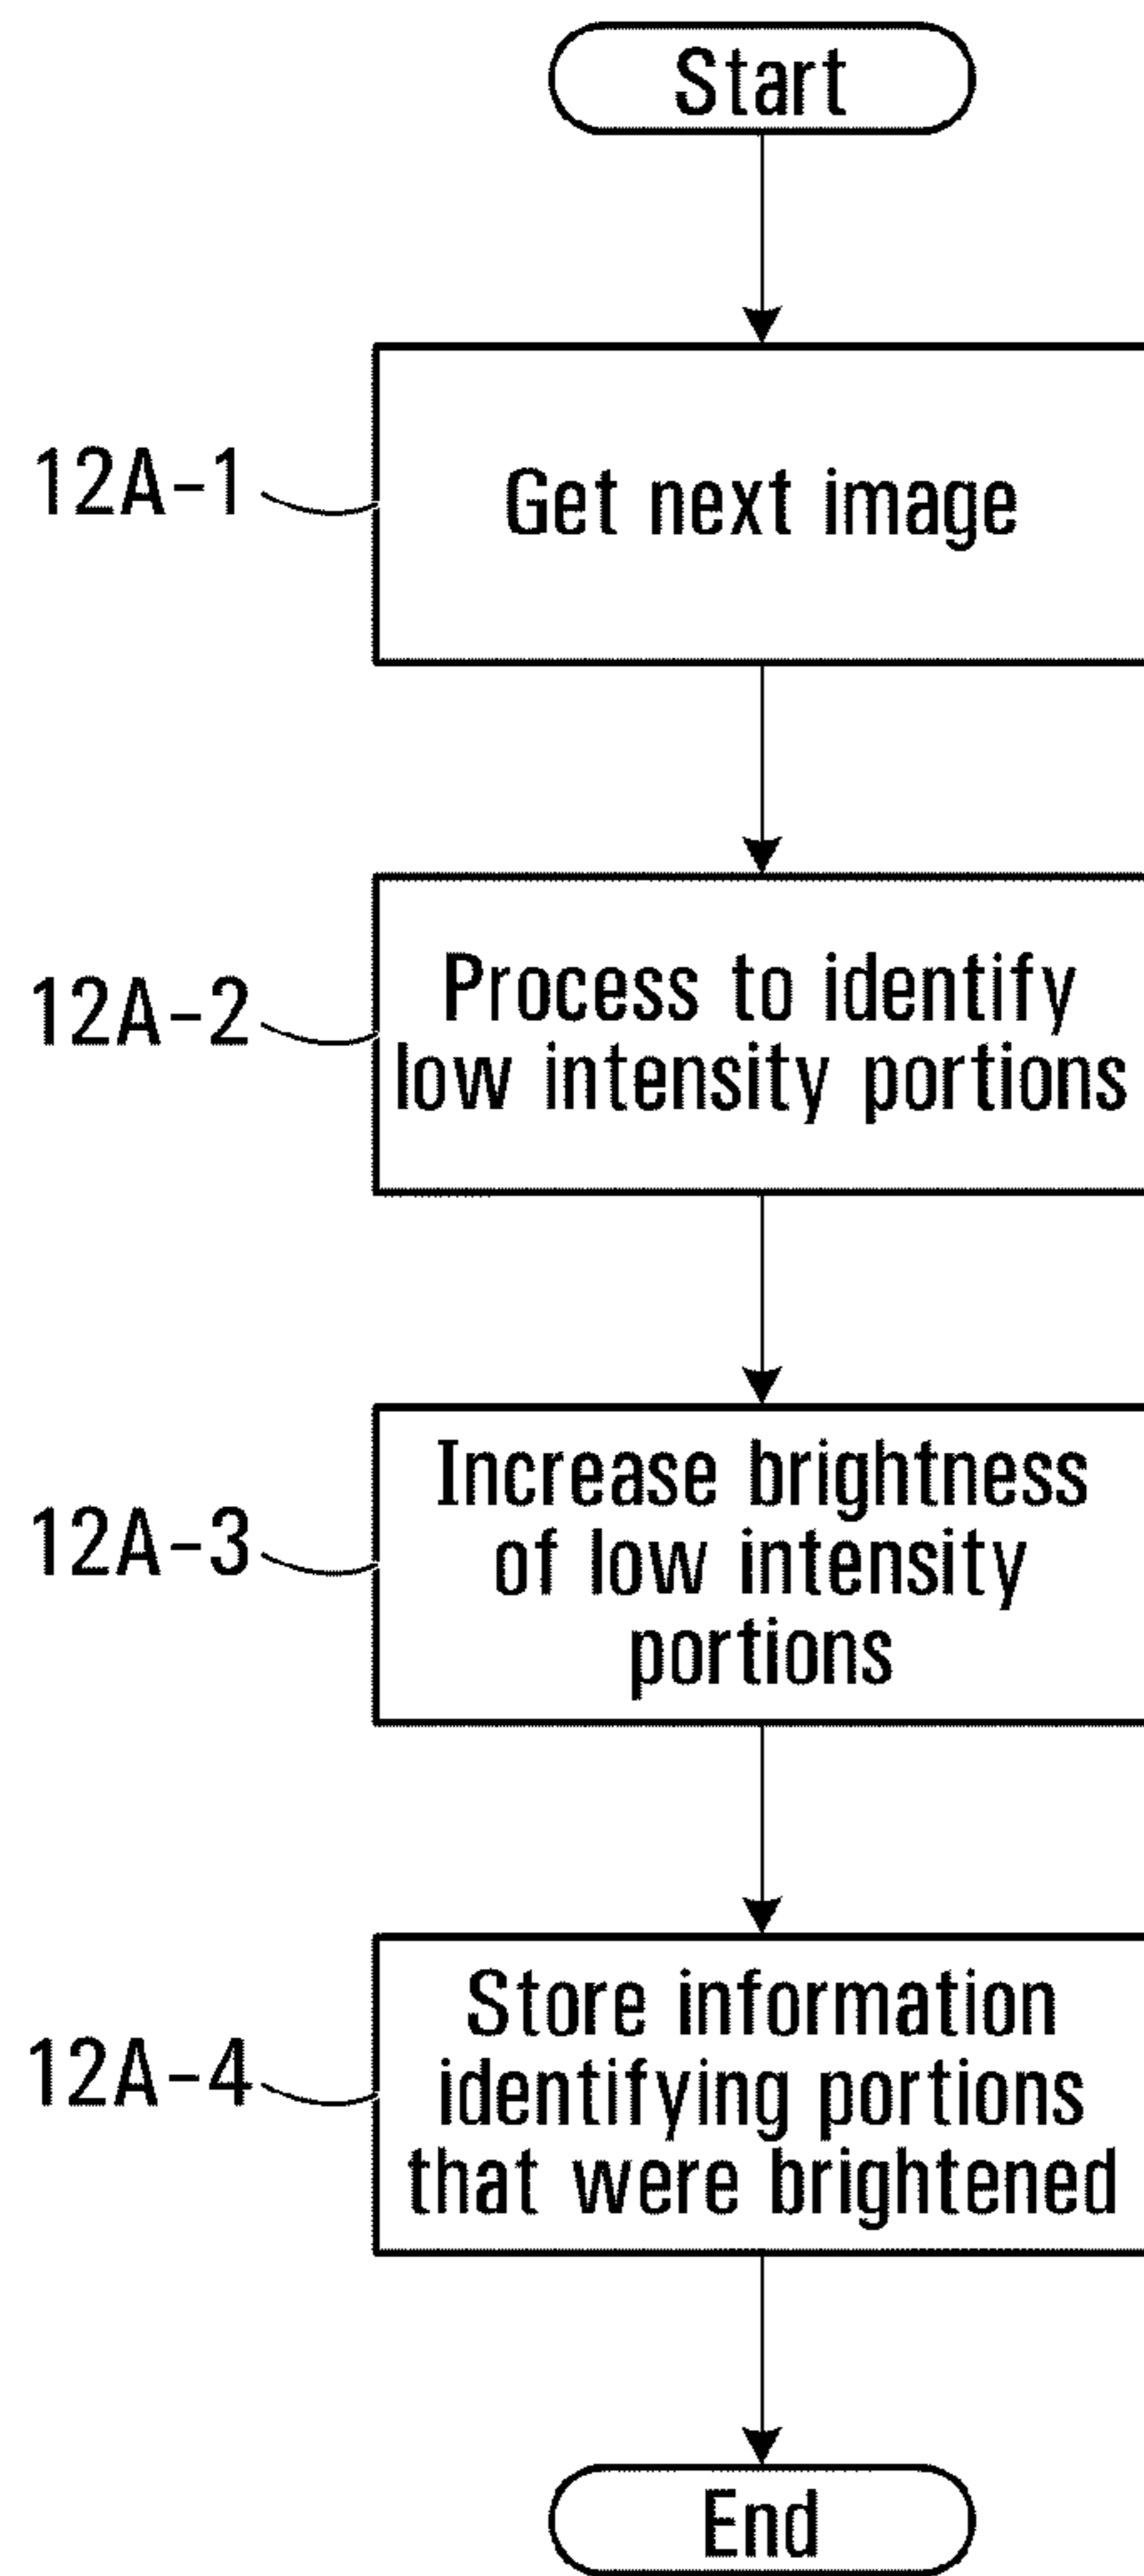 Start
12A-1
Get next image
12A-2
Process to identify
low intensity portions
12A-3
Increase brightness
of low intensity
portions
12A-4
Store information
identifying portions
that were brightened
End